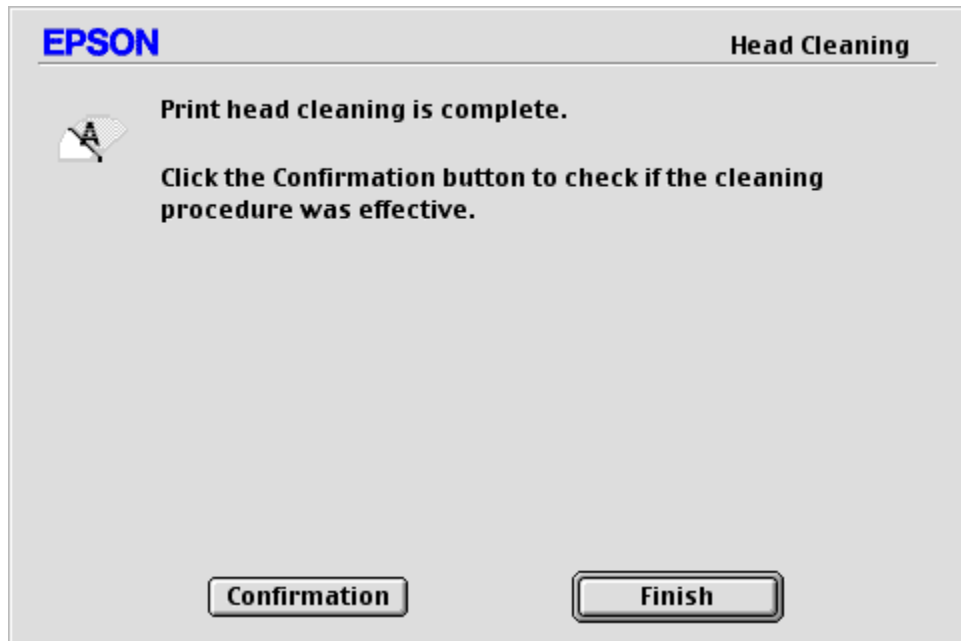 EPSON
Head Cleaning
A
Print head cleaning is complete.
Click the Confirmation button to check if the cleaning
procedure was effective.
Confirmation
Finish